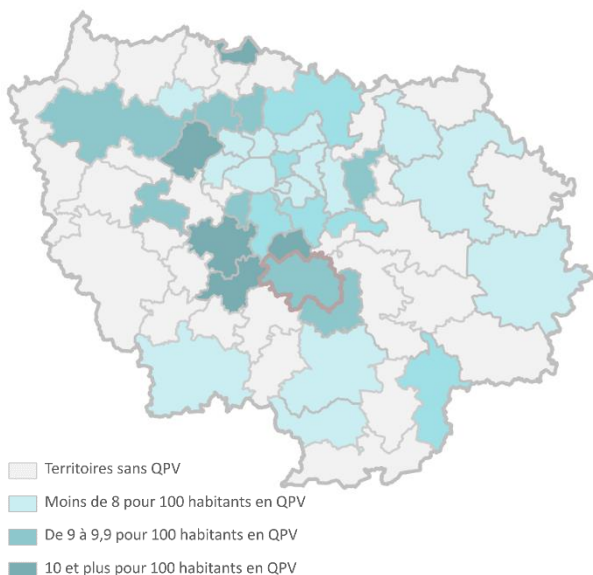 Territoires sans QPV
Moins de 8 pour 100 habitants en QPV
De 9 à 9,9 pour 100 habitants en QPV
10 et plus pour 100 habitants en QPV